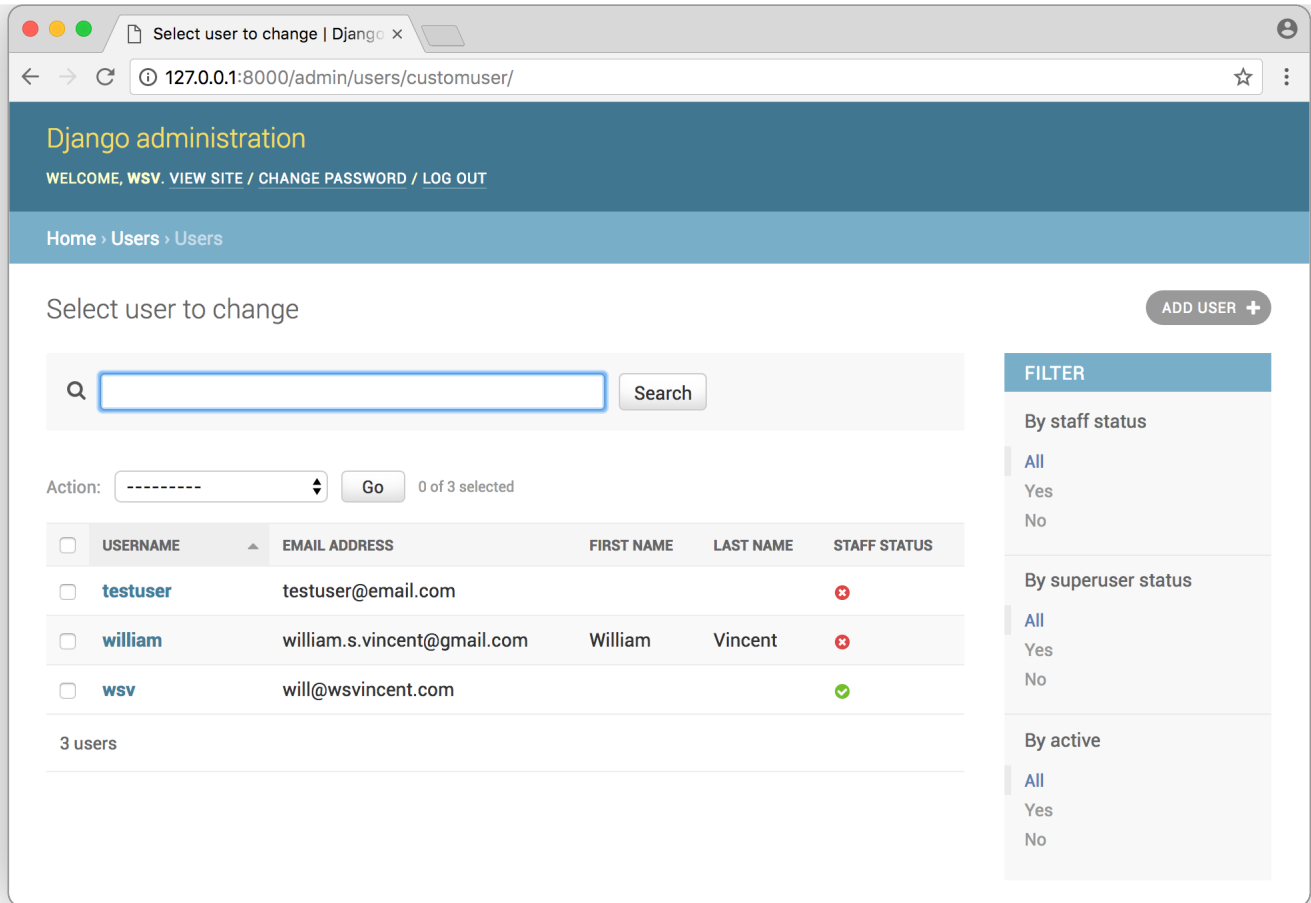 Select user to change | Django
127.0.0.1:8000/admin/users/customuser/
Django administration
WELCOME, WSV. VIEW SITE / CHANGE PASSWORD / LOG OUT
Home › Users › Users
Select user to change
ADD USER +
Search
Action: --------- Go 0 of 3 selected
USERNAME EMAIL ADDRESS FIRST NAME LAST NAME STAFF STATUS
testuser testuser@email.com
william william.s.vincent@gmail.com William Vincent
wsv will@wsvincent.com
3 users
FILTER
By staff status
All
Yes
No
By superuser status
All
Yes
No
By active
All
Yes
No